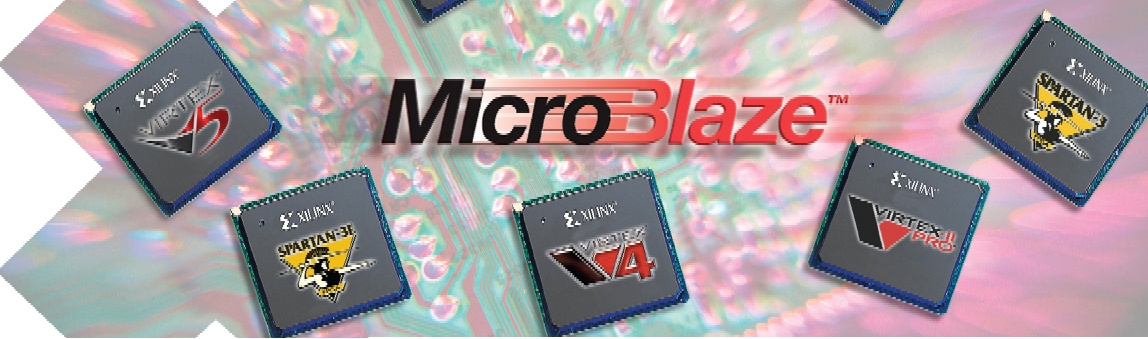 MicroBlaze™
XILINX
VIRTEX
5
XILINX
SPARTAN-3E
XILINX
VIRTEX
4
XILINX
VIRTEX II
PRO
XILINX
SPARTAN-3